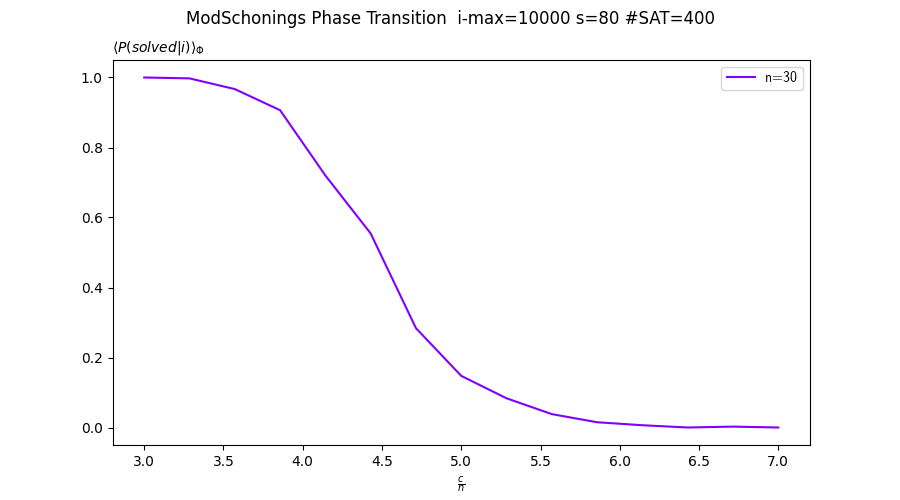 ModSchonings Phase Transition i-max=10000 s=80 #SAT=400
⟨P(solved|i)⟩Φ
n=30
1.0
0.8
0.6
0.4
0.2
0.0
3.0 3.5 4.0 4.5 5.0 5.5 6.0 6.5 7.0
c/n